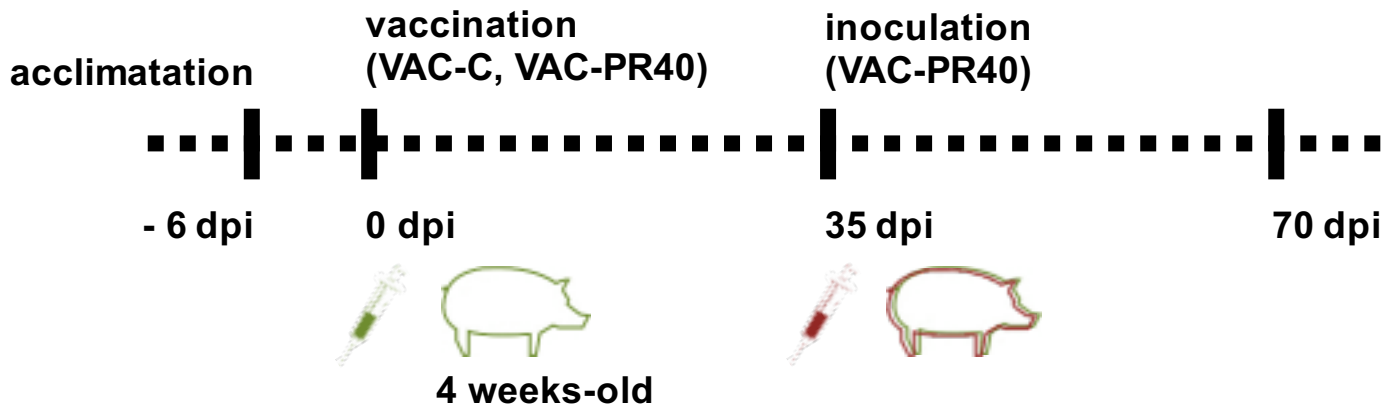 acclimatation
vaccination
(VAC-C, VAC-PR40)
inoculation
(VAC-PR40)
- 6 dpi
0 dpi
35 dpi
70 dpi
4 weeks-old